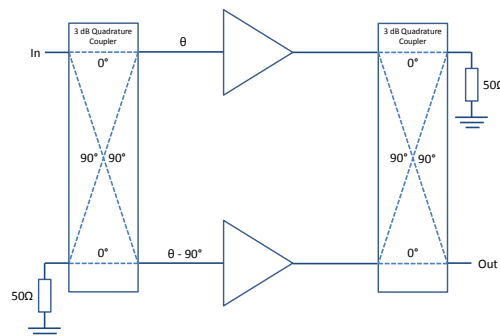 3 dB Quadrature
Coupler
3 dB Quadrature
Coupler
In
θ
0°
0°
50Ω
90° 90°
90° 90°
0°
θ - 90°
0°
Out
50Ω